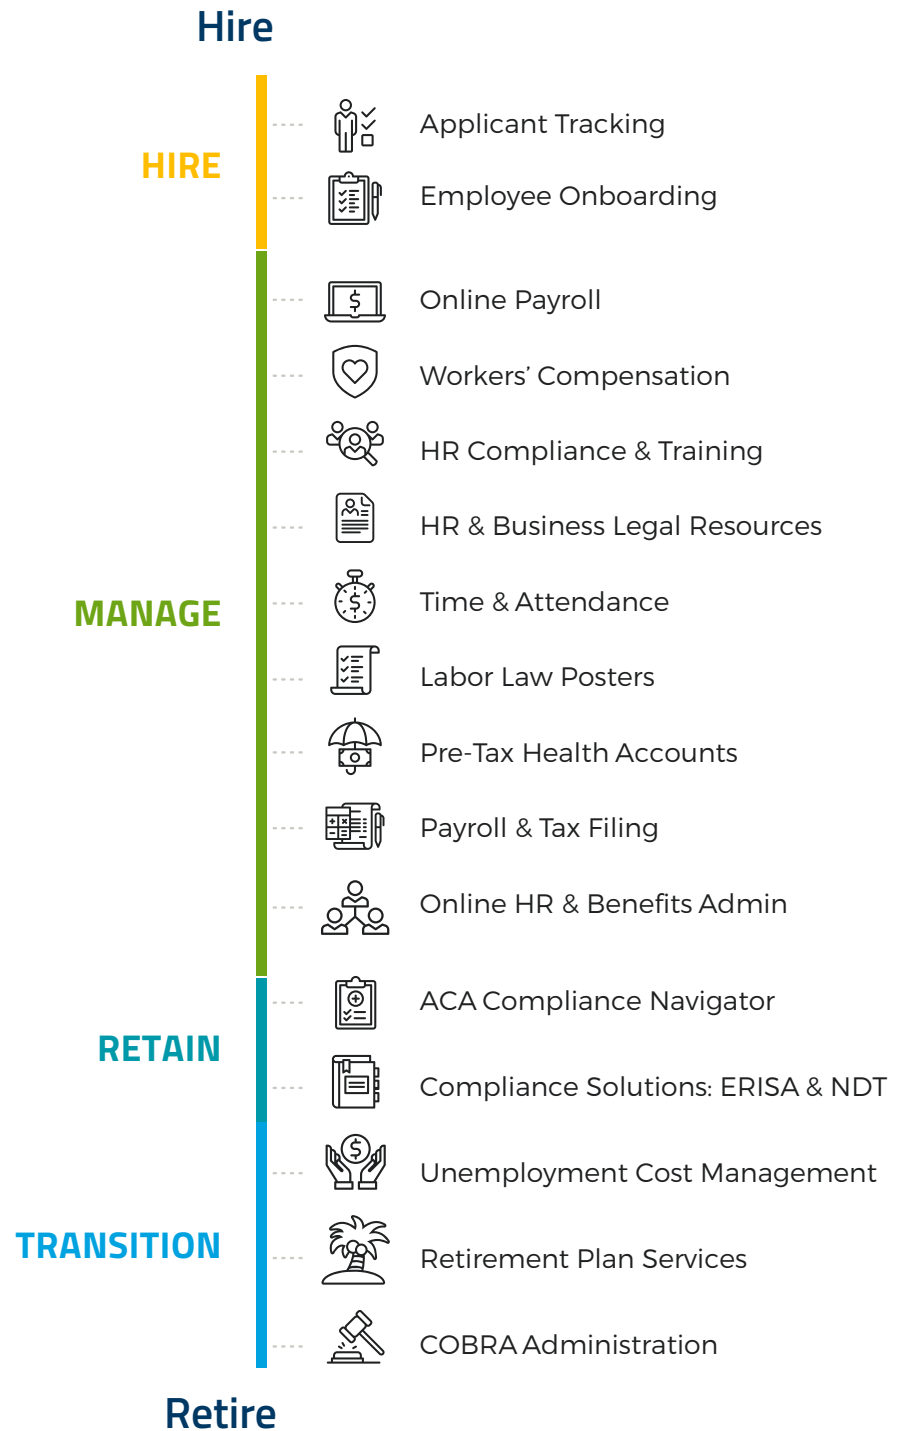 Hire
HIRE
Applicant Tracking
Employee Onboarding
MANAGE
Online Payroll
Workers’ Compensation
HR Compliance & Training
HR & Business Legal Resources
Time & Attendance
Labor Law Posters
Pre-Tax Health Accounts
Payroll & Tax Filing
Online HR & Benefits Admin
RETAIN
ACA Compliance Navigator
Compliance Solutions: ERISA & NDT
TRANSITION
Unemployment Cost Management
Retirement Plan Services
COBRA Administration
Retire